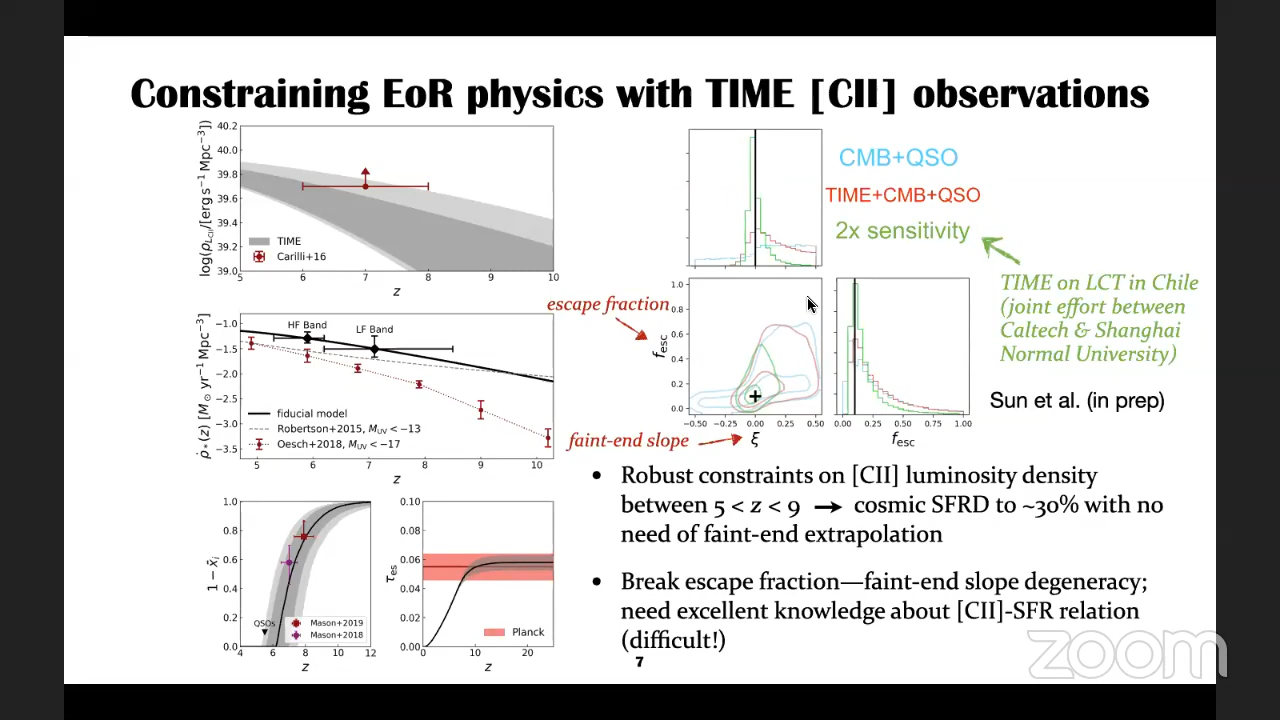 Constraining EoR physics with TIME [CII] observations
log(ρ_LCII/[erg s⁻¹ Mpc⁻³])
40.2
40.0
39.8
39.6
39.4
39.2
39.0
TIME
Carilli+16
5 6 7 8 9 10
z
ρ̇*(z) [M⊙ yr⁻¹ Mpc⁻³]
−1.0
−1.5
−2.0
−2.5
−3.0
−3.5
HF Band
LF Band
fiducial model
Robertson+2015, M_UV < −13
Oesch+2018, M_UV < −17
5 6 7 8 9 10
z
1 − x̄ᵢ
1.0
0.8
0.6
0.4
0.2
0.0
QSOs
Mason+2019
Mason+2018
4 6 8 10 12
z
τ_es
0.10
0.08
0.06
0.04
0.02
0.00
Planck
0 10 20
z
CMB+QSO
TIME+CMB+QSO
2x sensitivity
TIME on LCT in Chile
(joint effort between
Caltech & Shanghai
Normal University)
Sun et al. (in prep)
escape fraction
f_esc
1.0
0.8
0.6
0.4
0.2
0.0
−0.50 −0.25 0.00 0.25 0.50
faint-end slope
ξ
0.00 0.25 0.50 0.75 1.00
f_esc
• Robust constraints on [CII] luminosity density
between 5 < z < 9 → cosmic SFRD to ~30% with no
need of faint-end extrapolation
• Break escape fraction—faint-end slope degeneracy;
need excellent knowledge about [CII]-SFR relation
(difficult!)
7
zoom